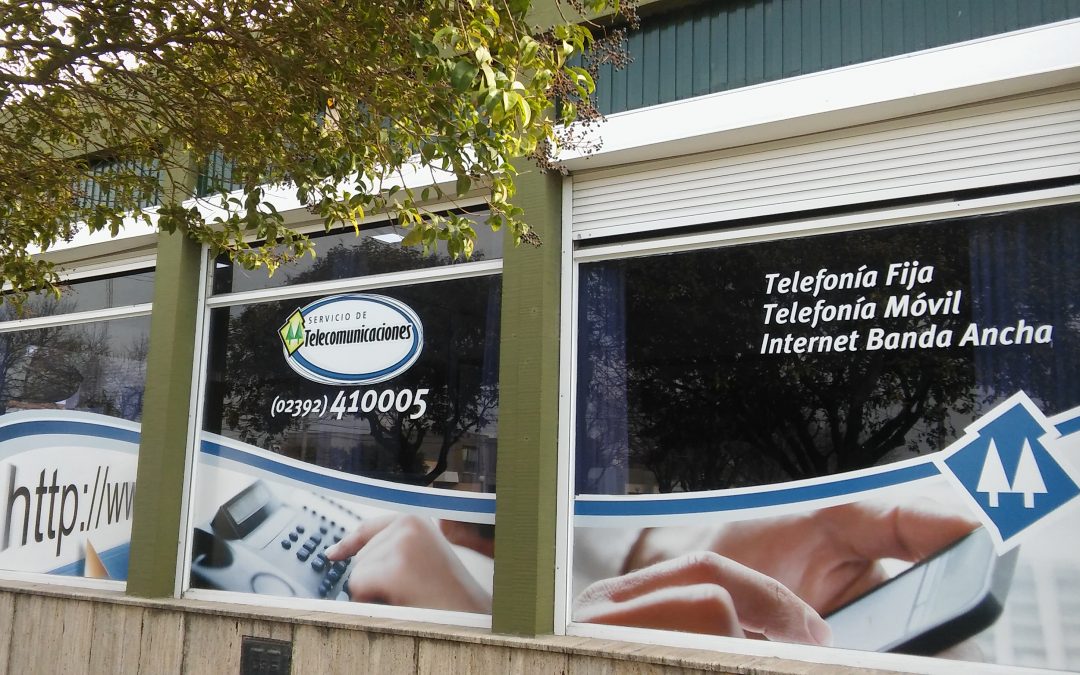 Telefonía Fija
Telefonía Móvil
Internet Banda Ancha
SERVICIO DE
Telecomunicaciones
(02392) 410005
http://ww